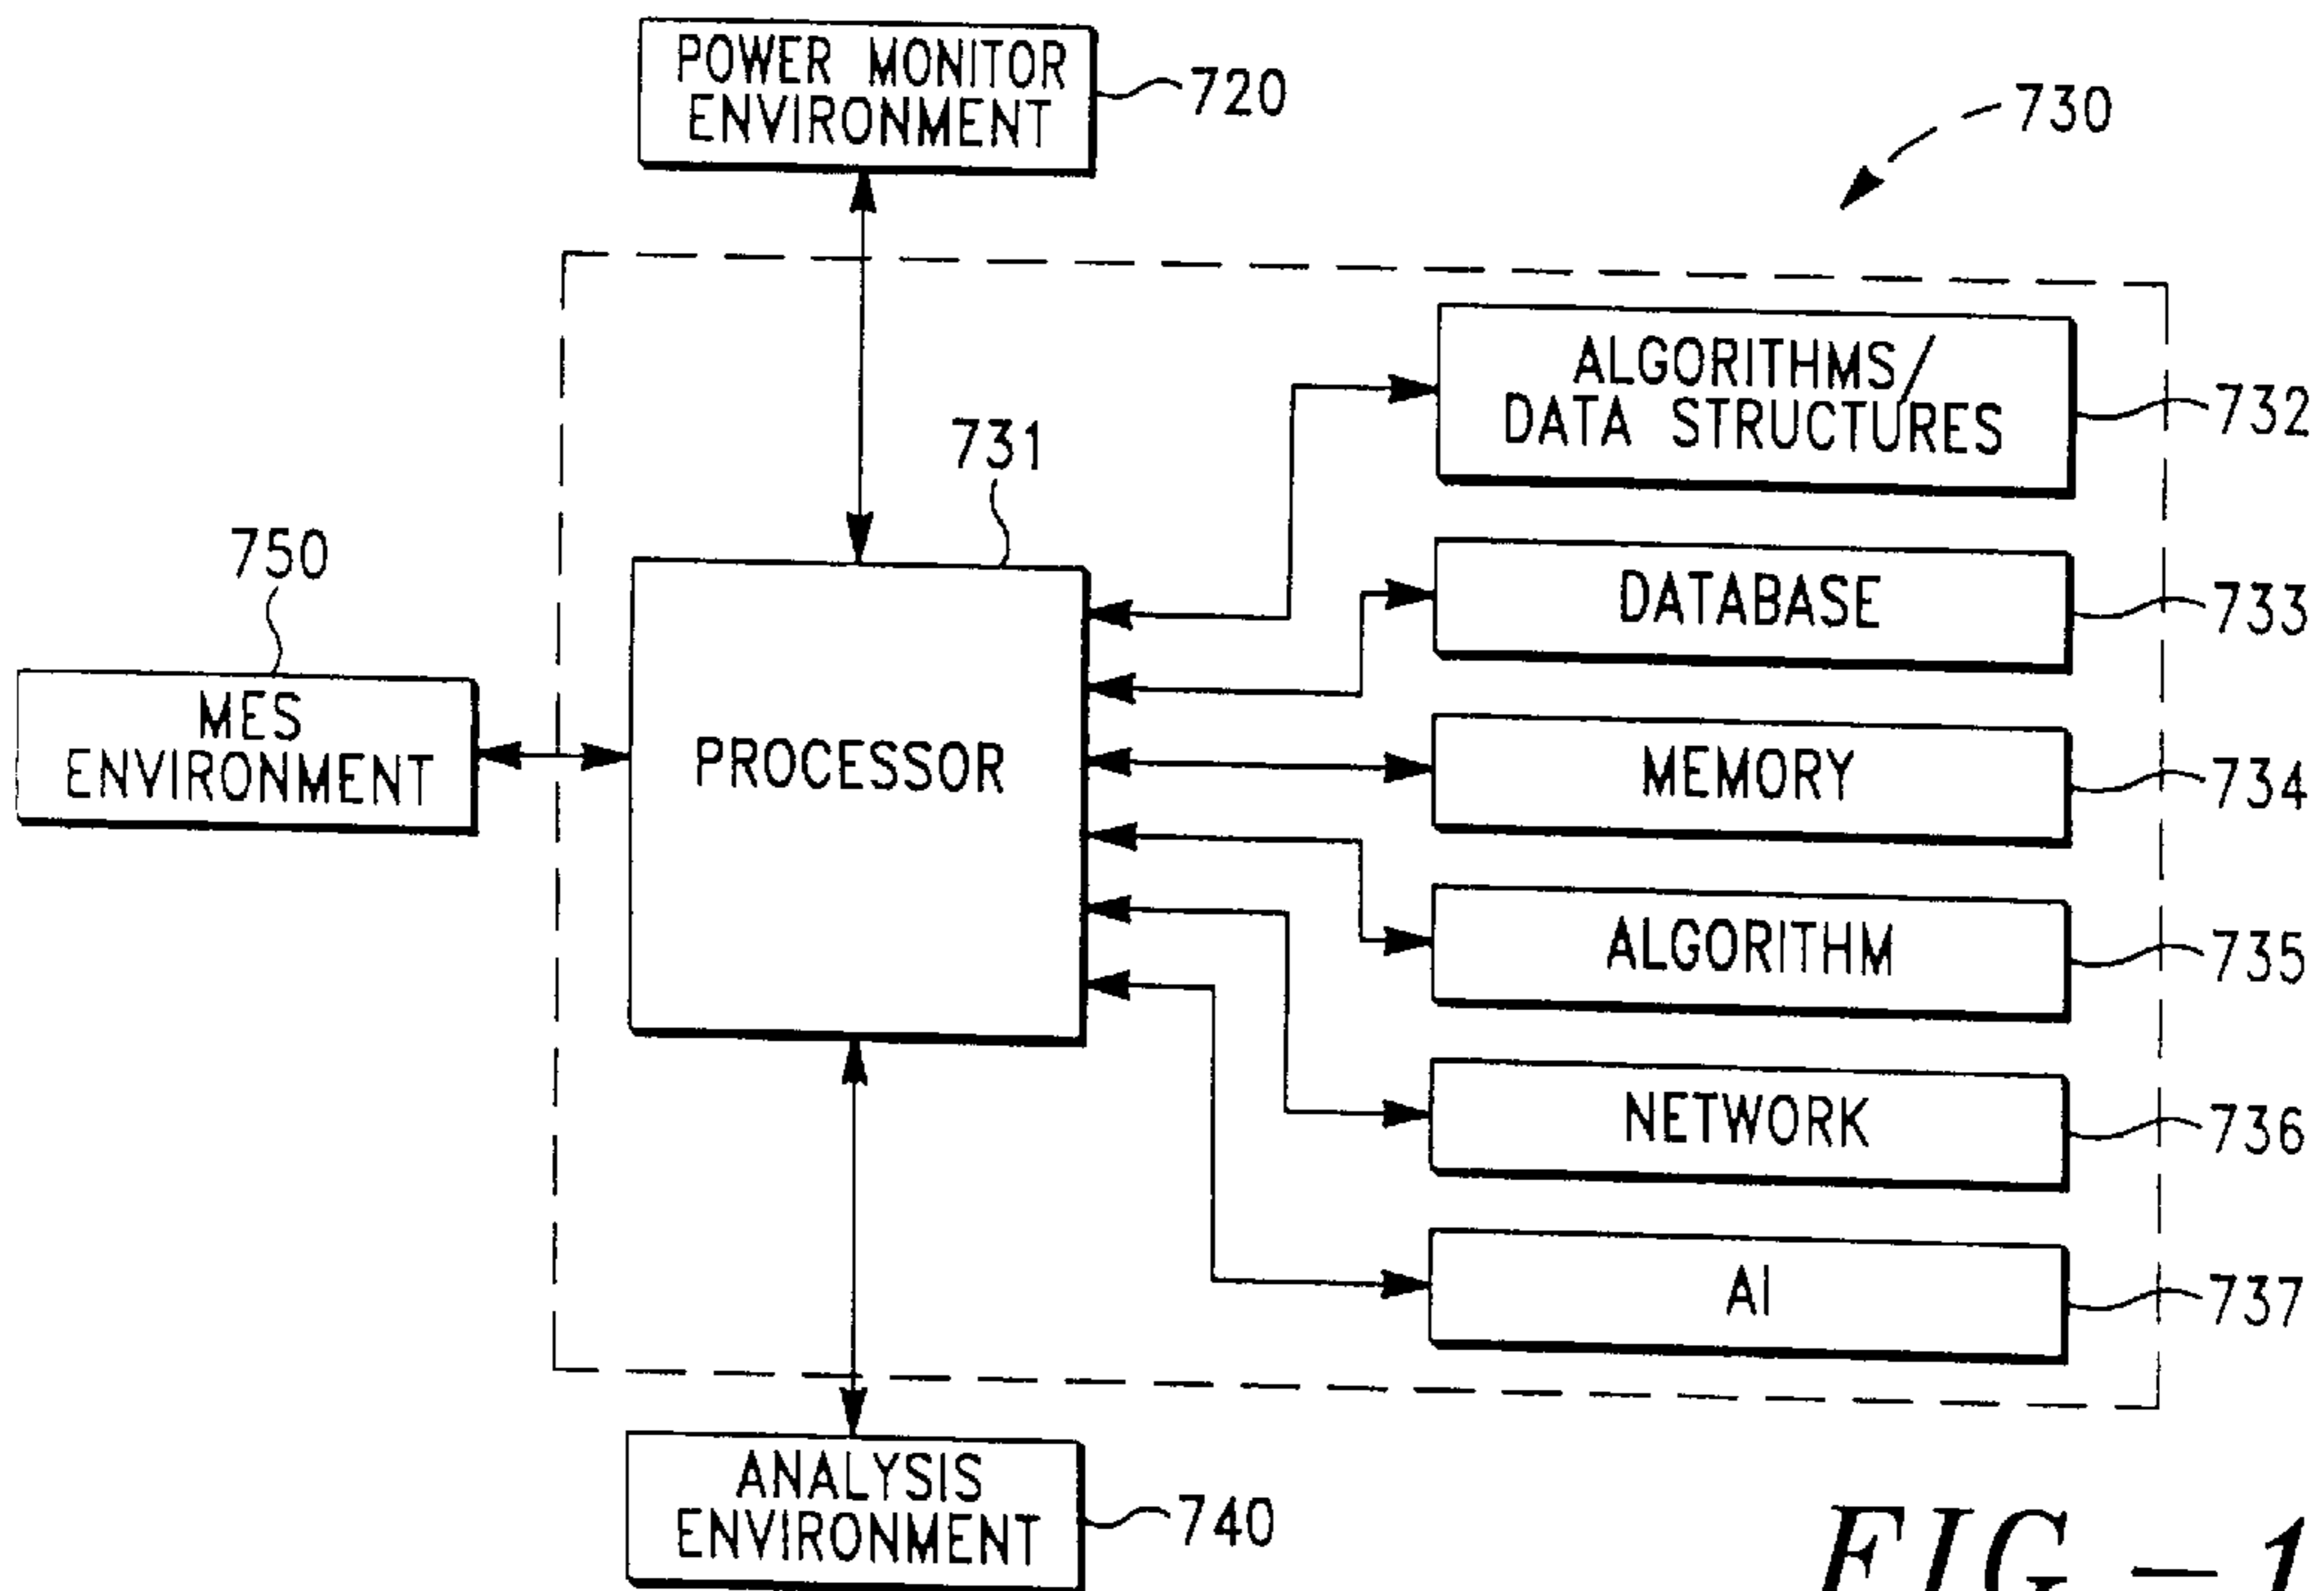 POWER MONITOR
ENVIRONMENT
720
730
ALGORITHMS/
DATA STRUCTURES
732
731
750
DATABASE
733
MES
ENVIRONMENT
PROCESSOR
MEMORY
734
ALGORITHM
735
NETWORK
736
AI
737
ANALYSIS
ENVIRONMENT
740